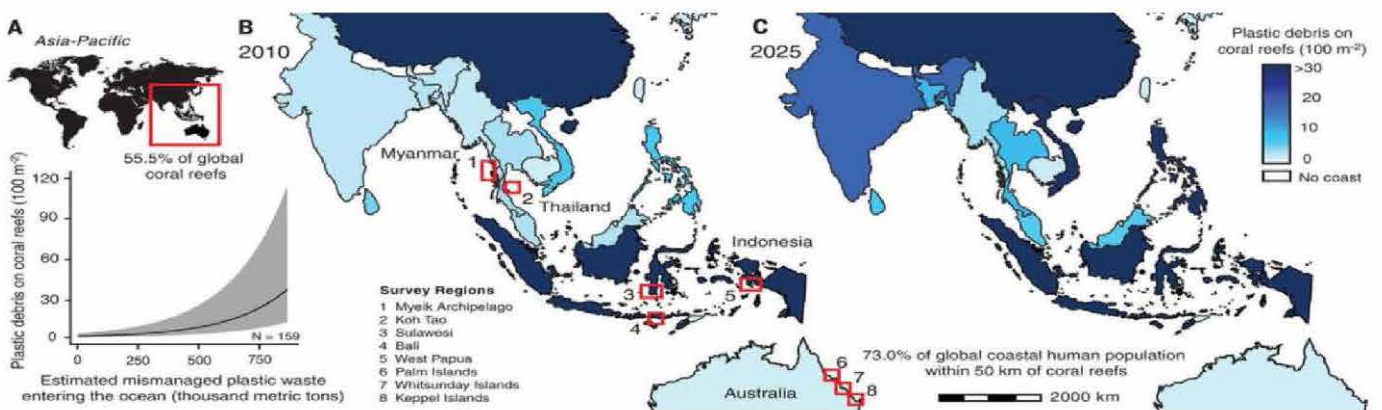 A
Asia-Pacific
55.5% of global
coral reefs
Plastic debris on coral reefs (100 m⁻²)
120
90
60
30
0
N = 159
0 250 500 750
Estimated mismanaged plastic waste
entering the ocean (thousand metric tons)
B
2010
Myanmar
1
2
Thailand
Indonesia
3
4
5
Survey Regions
1 Myeik Archipelago
2 Koh Tao
3 Sulawesi
4 Bali
5 West Papua
6 Palm Islands
7 Whitsunday Islands
8 Keppel Islands
Australia
6
7
8
C
2025
Plastic debris on
coral reefs (100 m⁻²)
>30
20
10
0
No coast
73.0% of global coastal human population
within 50 km of coral reefs
2000 km